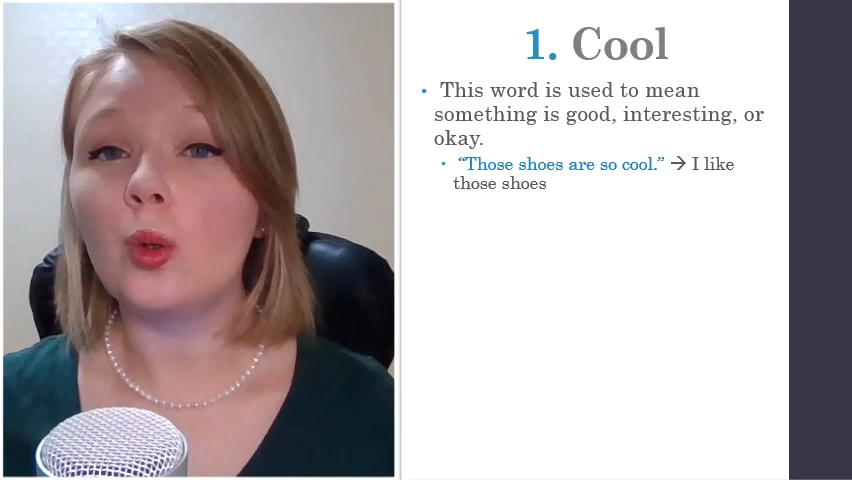 1. Cool
• This word is used to mean
something is good, interesting, or
okay.
• “Those shoes are so cool.” → I like
those shoes